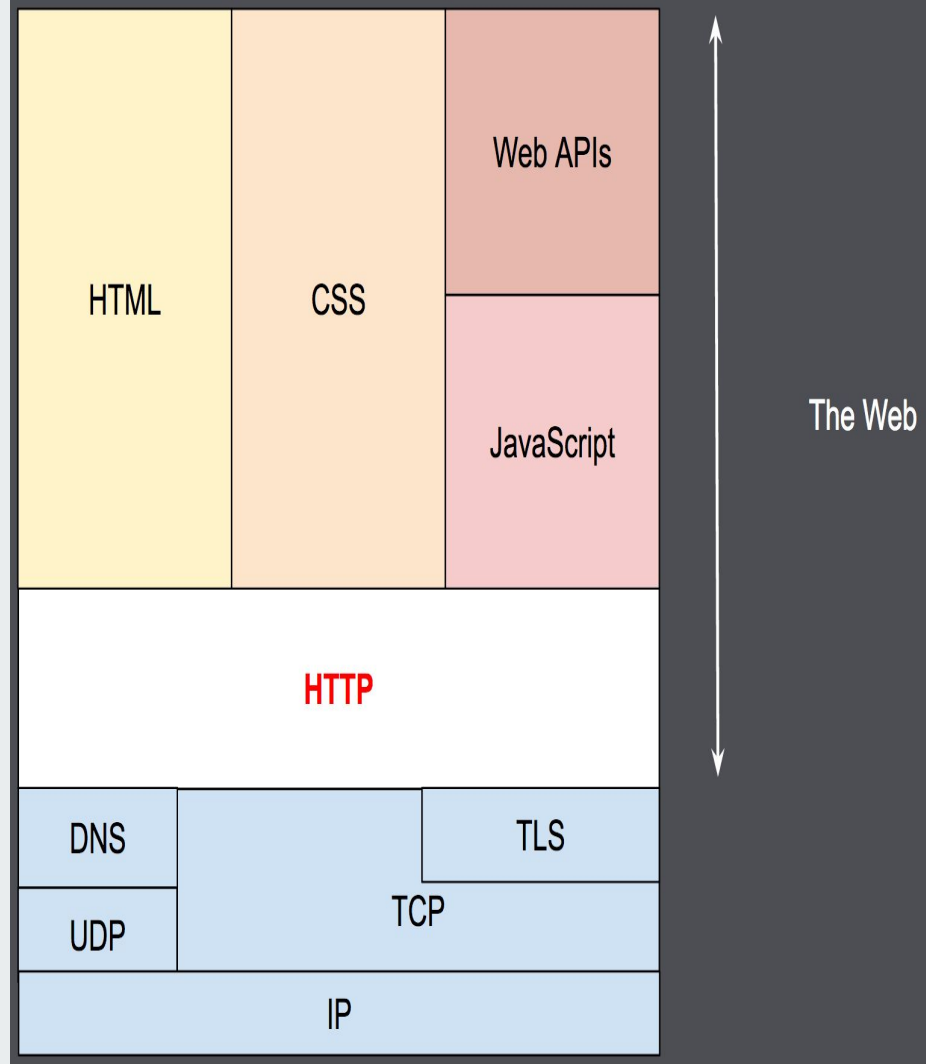 Web APIs
HTML
CSS
The Web
JavaScript
HTTP
DNS
TLS
TCP
UDP
IP